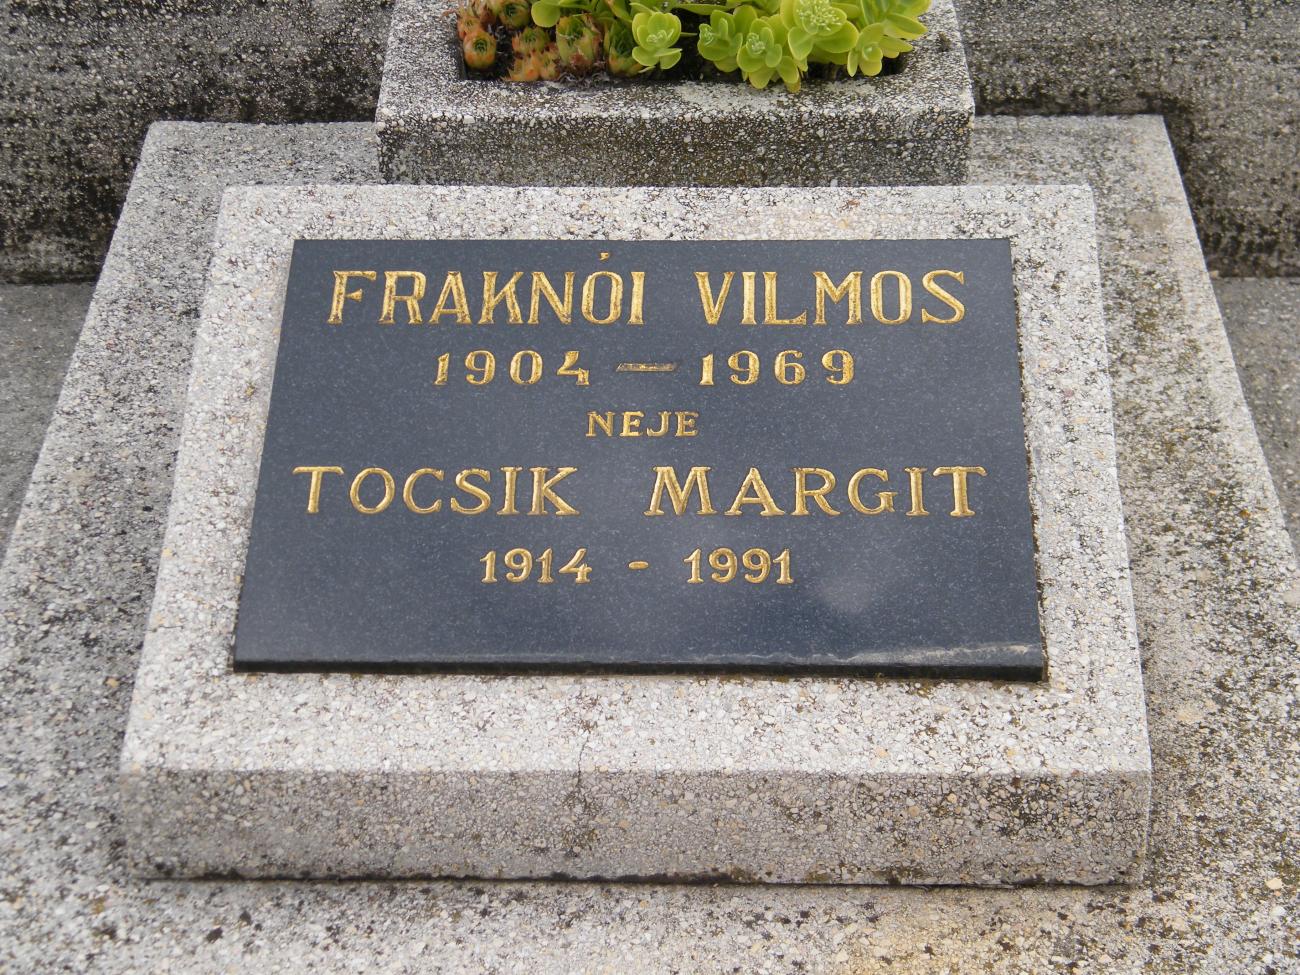 FRAKNÓI VILMOS
1904 — 1969
NEJE
TOCSIK MARGIT
1914 - 1991